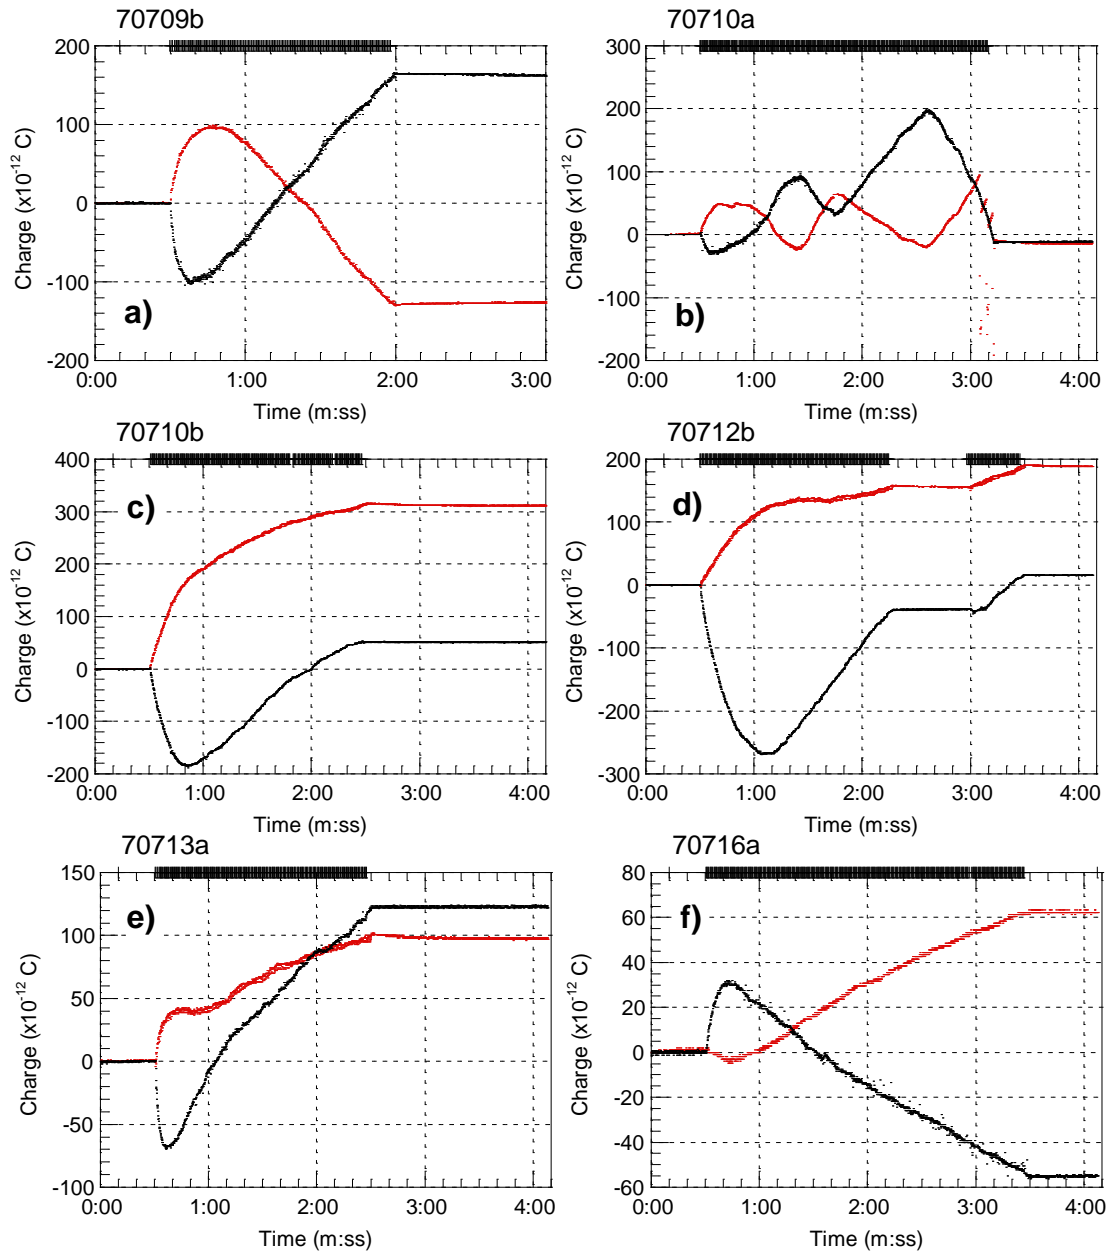 70709b
200
100
0
-100
-200
Charge (x10⁻¹² C)
a)
0:00 1:00 2:00 3:00
Time (m:ss)
70710a
300
200
100
0
-100
-200
Charge (x10⁻¹² C)
b)
0:00 1:00 2:00 3:00 4:00
Time (m:ss)
70710b
400
300
200
100
0
-100
-200
Charge (x10⁻¹² C)
c)
0:00 1:00 2:00 3:00 4:00
Time (m:ss)
70712b
200
100
0
-100
-200
-300
Charge (x10⁻¹² C)
d)
0:00 1:00 2:00 3:00 4:00
Time (m:ss)
70713a
150
100
50
0
-50
-100
Charge (x10⁻¹² C)
e)
0:00 1:00 2:00 3:00 4:00
Time (m:ss)
70716a
80
60
40
20
0
-20
-40
-60
Charge (x10⁻¹² C)
f)
0:00 1:00 2:00 3:00 4:00
Time (m:ss)